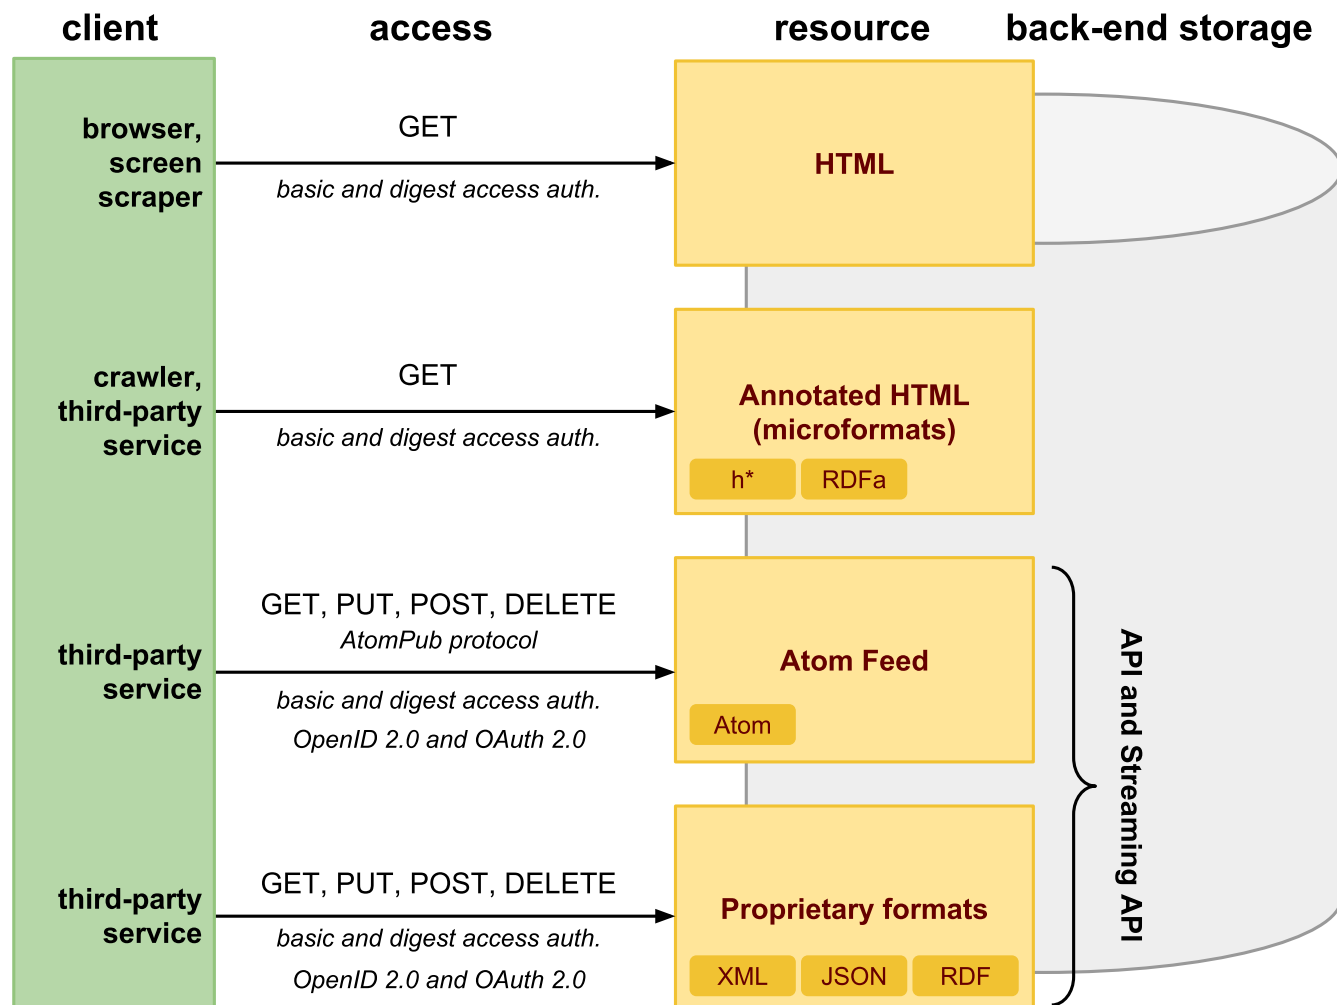 client
access
resource
back-end storage
browser,
screen
scraper
GET
basic and digest access auth.
HTML
crawler,
third-party
service
GET
basic and digest access auth.
Annotated HTML
(microformats)
h*
RDFa
third-party
service
GET, PUT, POST, DELETE
AtomPub protocol
basic and digest access auth.
OpenID 2.0 and OAuth 2.0
Atom Feed
Atom
third-party
service
GET, PUT, POST, DELETE
basic and digest access auth.
OpenID 2.0 and OAuth 2.0
Proprietary formats
XML
JSON
RDF
API and Streaming API